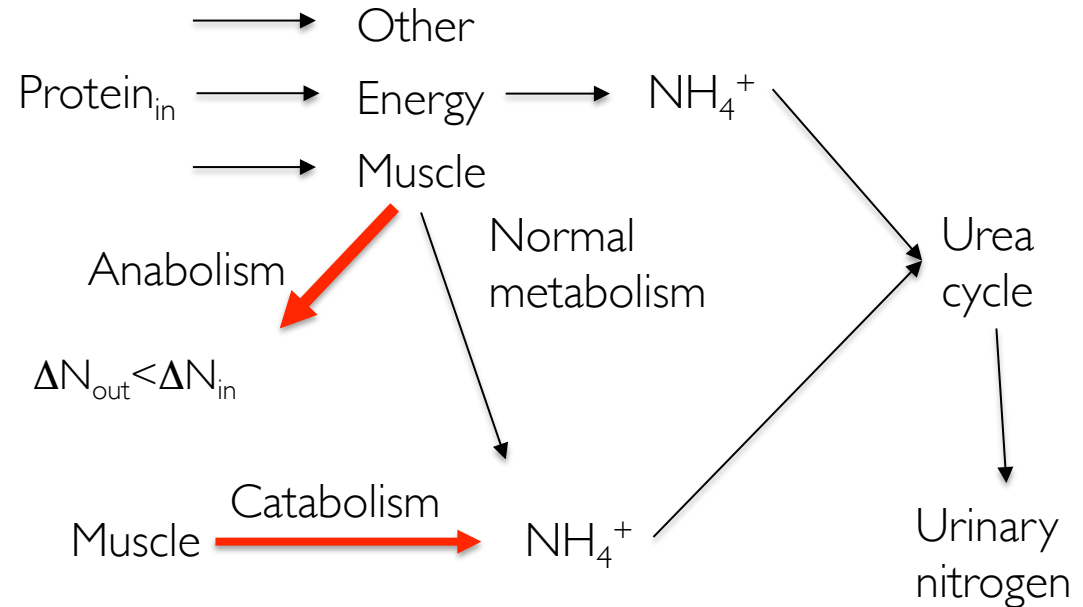 Other
Protein_in
Energy
NH₄⁺
Muscle
Normal
metabolism
Anabolism
Urea
cycle
ΔN_out<ΔN_in
Catabolism
Muscle
NH₄⁺
Urinary
nitrogen